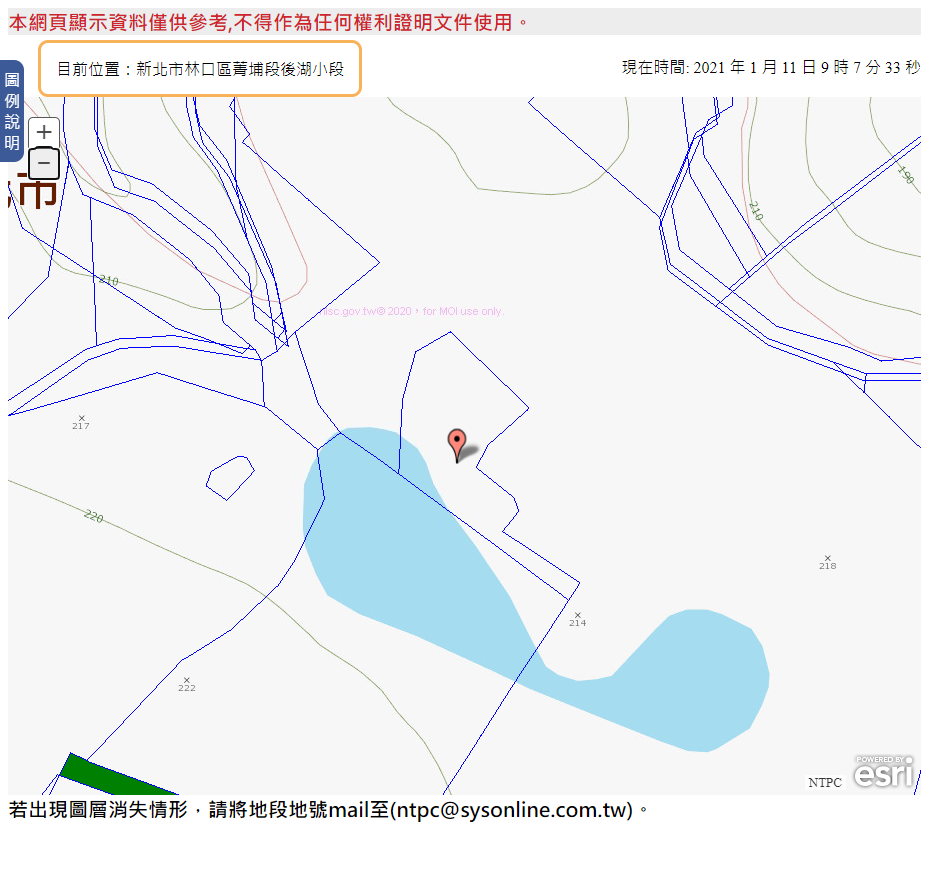 本網頁顯示資料僅供參考,不得作為任何權利證明文件使用。
目前位置：新北市林口區菁埔段後湖小段
現在時間: 2021 年 1 月 11 日 9 時 7 分 33 秒
圖例說明
+
−
市
190
210
210
nlsc.gov.tw© 2020，for MOI use only.
217
220
218
214
222
POWERED BY
esri
NTPC
若出現圖層消失情形，請將地段地號mail至(ntpc@sysonline.com.tw)。